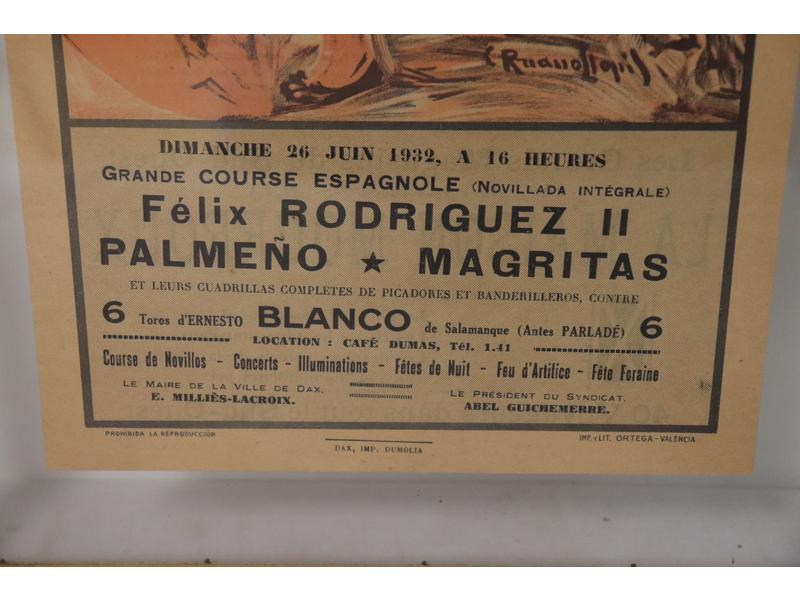 C Ruano Llopis
DIMANCHE 26 JUIN 1932, A 16 HEURES
GRANDE COURSE ESPAGNOLE (NOVILLADA INTÉGRALE)
Félix RODRIGUEZ II
PALMEÑO ★ MAGRITAS
ET LEURS CUADRILLAS COMPLÈTES DE PICADORES ET BANDERILLEROS, CONTRE
6 Toros d'ERNESTO BLANCO de Salamanque (Antes PARLADÉ) 6
LOCATION : CAFÉ DUMAS, Tél. 1.41
Course de Novillos - Concerts - Illuminations - Fêtes de Nuit - Feu d'Artifice - Fête Foraine
LE MAIRE DE LA VILLE DE DAX,
E. MILLIÈS-LACROIX.
LE PRÉSIDENT DU SYNDICAT,
ABEL GUICHEMERRE.
PROHIBIDA LA REPRODUCCIÓN
DAX, IMP. DUMOLIA
IMP. Y LIT. ORTEGA - VALENCIA